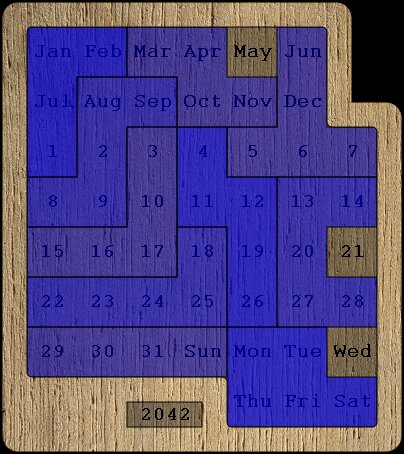 Jan Feb Mar Apr May Jun
Jul Aug Sep Oct Nov Dec
1 2 3 4 5 6 7
8 9 10 11 12 13 14
15 16 17 18 19 20 21
22 23 24 25 26 27 28
29 30 31 Sun Mon Tue Wed
Thu Fri Sat
2042